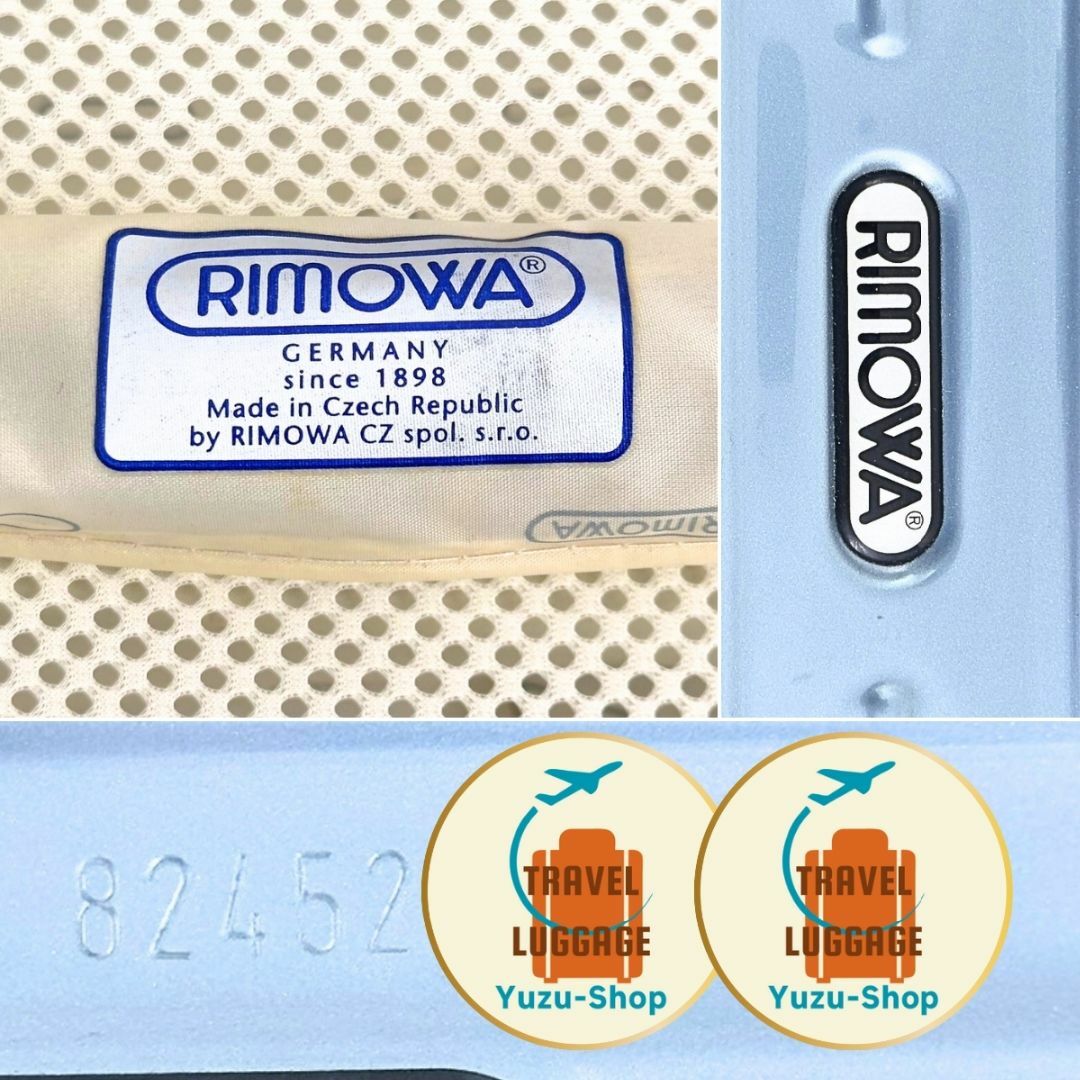 RIMOWA®
GERMANY
since 1898
Made in Czech Republic
by RIMOWA CZ spol. s.r.o.
RIMOWA
RIMOWA®
82452
TRAVEL
LUGGAGE
Yuzu-Shop
TRAVEL
LUGGAGE
Yuzu-Shop